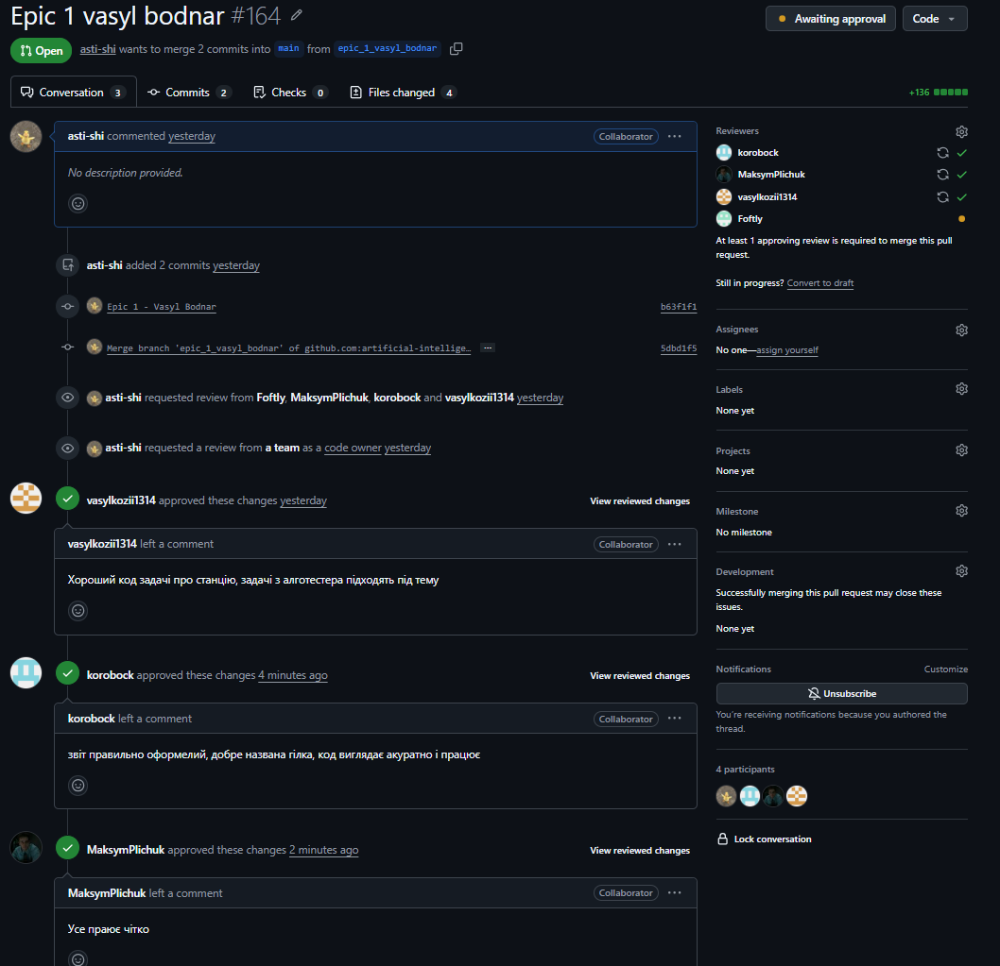 Epic 1 vasyl bodnar #164
Awaiting approval
Code
Open
asti-shi wants to merge 2 commits into main from epic_1_vasyl_bodnar
Conversation 3
Commits 2
Checks 0
Files changed 4
+136
asti-shi commented yesterday
Collaborator
No description provided.
asti-shi added 2 commits yesterday
Epic 1 - Vasyl Bodnar
b63f1f1
Merge branch 'epic_1_vasyl_bodnar' of github.com:artificial-intellige…
5dbd1f5
asti-shi requested review from Foftly, MaksymPlichuk, korobock and vasylkozii1314 yesterday
asti-shi requested a review from a team as a code owner yesterday
vasylkozii1314 approved these changes yesterday
View reviewed changes
vasylkozii1314 left a comment
Collaborator
Хороший код задачі про станцію, задачі з алготестера підходять під тему
korobock approved these changes 4 minutes ago
View reviewed changes
korobock left a comment
Collaborator
звіт правильно оформелий, добре названа гілка, код виглядає акуратно і працює
MaksymPlichuk approved these changes 2 minutes ago
View reviewed changes
MaksymPlichuk left a comment
Collaborator
Усе праює чітко
Reviewers
korobock
MaksymPlichuk
vasylkozii1314
Foftly
At least 1 approving review is required to merge this pull
request.
Still in progress? Convert to draft
Assignees
No one—assign yourself
Labels
None yet
Projects
None yet
Milestone
No milestone
Development
Successfully merging this pull request may close these
issues.
None yet
Notifications
Customize
Unsubscribe
You're receiving notifications because you authored the
thread.
4 participants
Lock conversation